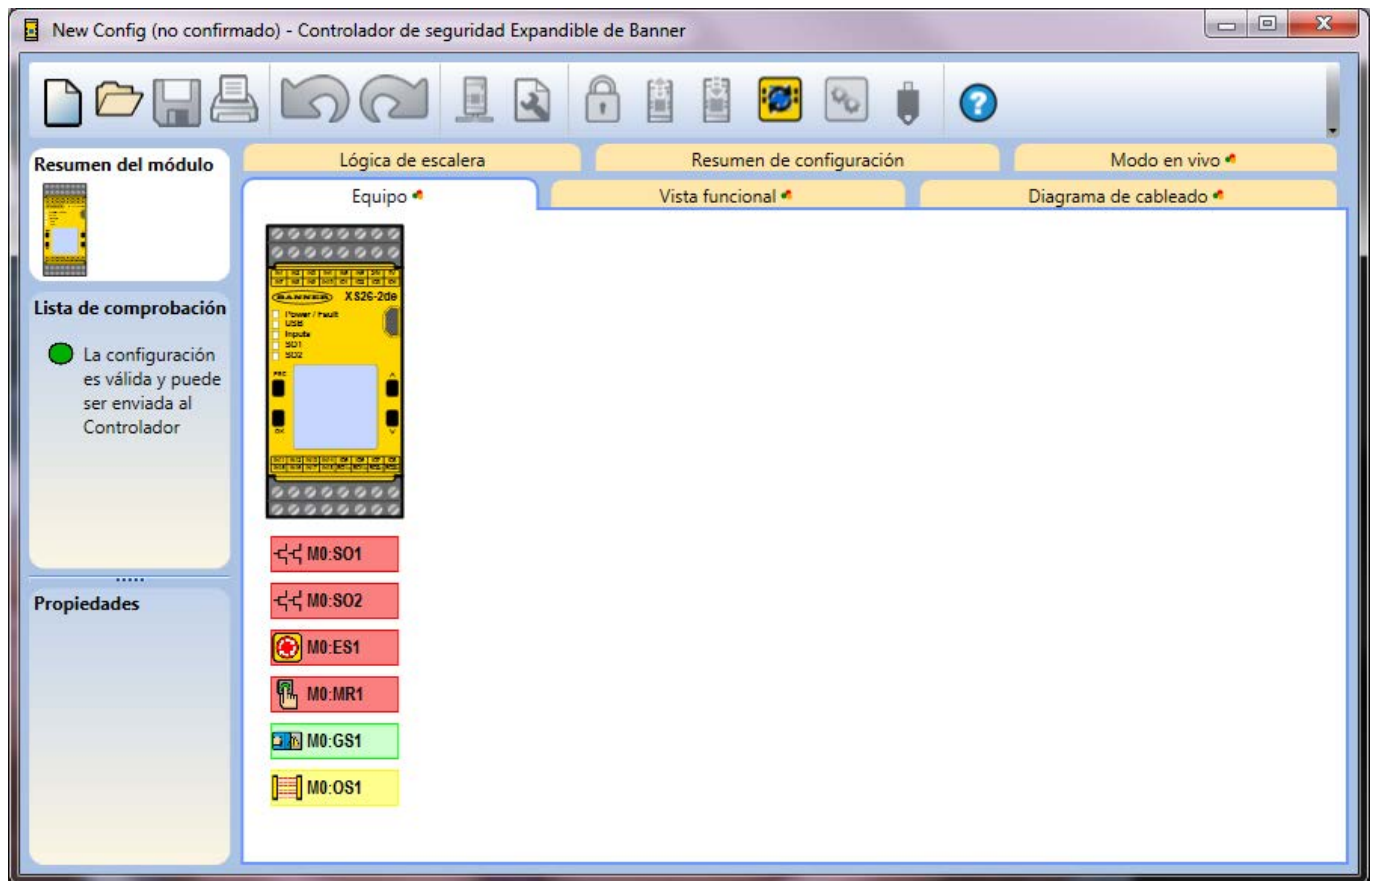 New Config (no confirmado) - Controlador de seguridad Expandible de Banner
Resumen del módulo
Lógica de escalera
Resumen de configuración
Modo en vivo
Equipo
Vista funcional
Diagrama de cableado
BANNER XS26-2de
Power / Fault
USB
Inputs
SO1
SO2
Lista de comprobación
La configuración
es válida y puede
ser enviada al
Controlador
OK
Propiedades
M0:SO1
M0:SO2
M0:ES1
M0:MR1
M0:GS1
M0:OS1